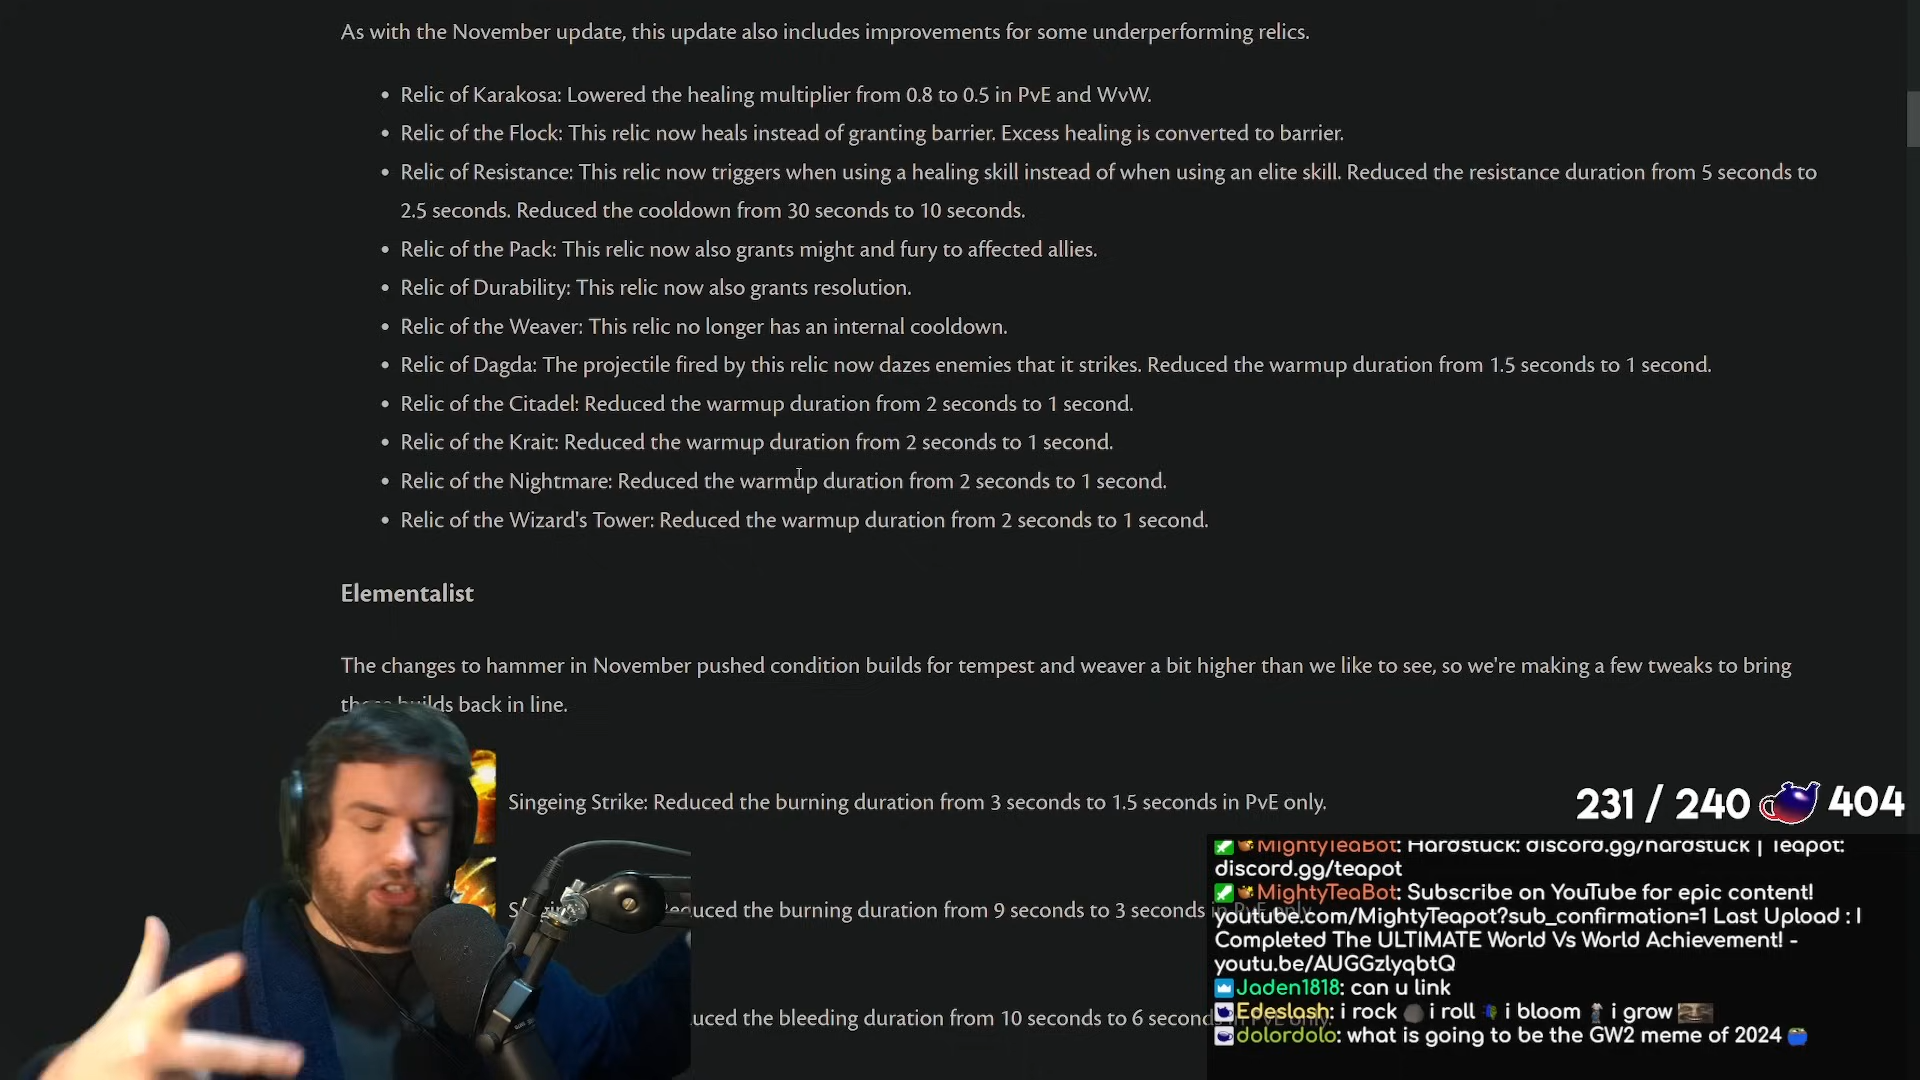 As with the November update, this update also includes improvements for some underperforming relics.
• Relic of Karakosa: Lowered the healing multiplier from 0.8 to 0.5 in PvE and WvW.
• Relic of the Flock: This relic now heals instead of granting barrier. Excess healing is converted to barrier.
• Relic of Resistance: This relic now triggers when using a healing skill instead of when using an elite skill. Reduced the resistance duration from 5 seconds to
2.5 seconds. Reduced the cooldown from 30 seconds to 10 seconds.
• Relic of the Pack: This relic now also grants might and fury to affected allies.
• Relic of Durability: This relic now also grants resolution.
• Relic of the Weaver: This relic no longer has an internal cooldown.
• Relic of Dagda: The projectile fired by this relic now dazes enemies that it strikes. Reduced the warmup duration from 1.5 seconds to 1 second.
• Relic of the Citadel: Reduced the warmup duration from 2 seconds to 1 second.
• Relic of the Krait: Reduced the warmup duration from 2 seconds to 1 second.
• Relic of the Nightmare: Reduced the warmup duration from 2 seconds to 1 second.
• Relic of the Wizard's Tower: Reduced the warmup duration from 2 seconds to 1 second.
Elementalist
The changes to hammer in November pushed condition builds for tempest and weaver a bit higher than we like to see, so we're making a few tweaks to bring
builds back in line.
Singeing Strike: Reduced the burning duration from 3 seconds to 1.5 seconds in PvE only.
the burning duration from 9 seconds to 3 seconds in PvE only.
the bleeding duration from 10 seconds to 6 seconds in PvE only.
231 / 240 404
MightyTeaBot: Hardstuck: discord.gg/hardstuck | Teapot:
discord.gg/teapot
MightyTeaBot: Subscribe on YouTube for epic content!
youtube.com/MightyTeapot?sub_confirmation=1 Last Upload : I
Completed The ULTIMATE World Vs World Achievement! -
youtu.be/AUGGzlyqbtQ
Jaden1818: can u link
Edeslash: i rock i roll i bloom i grow
dolordolo: what is going to be the GW2 meme of 2024